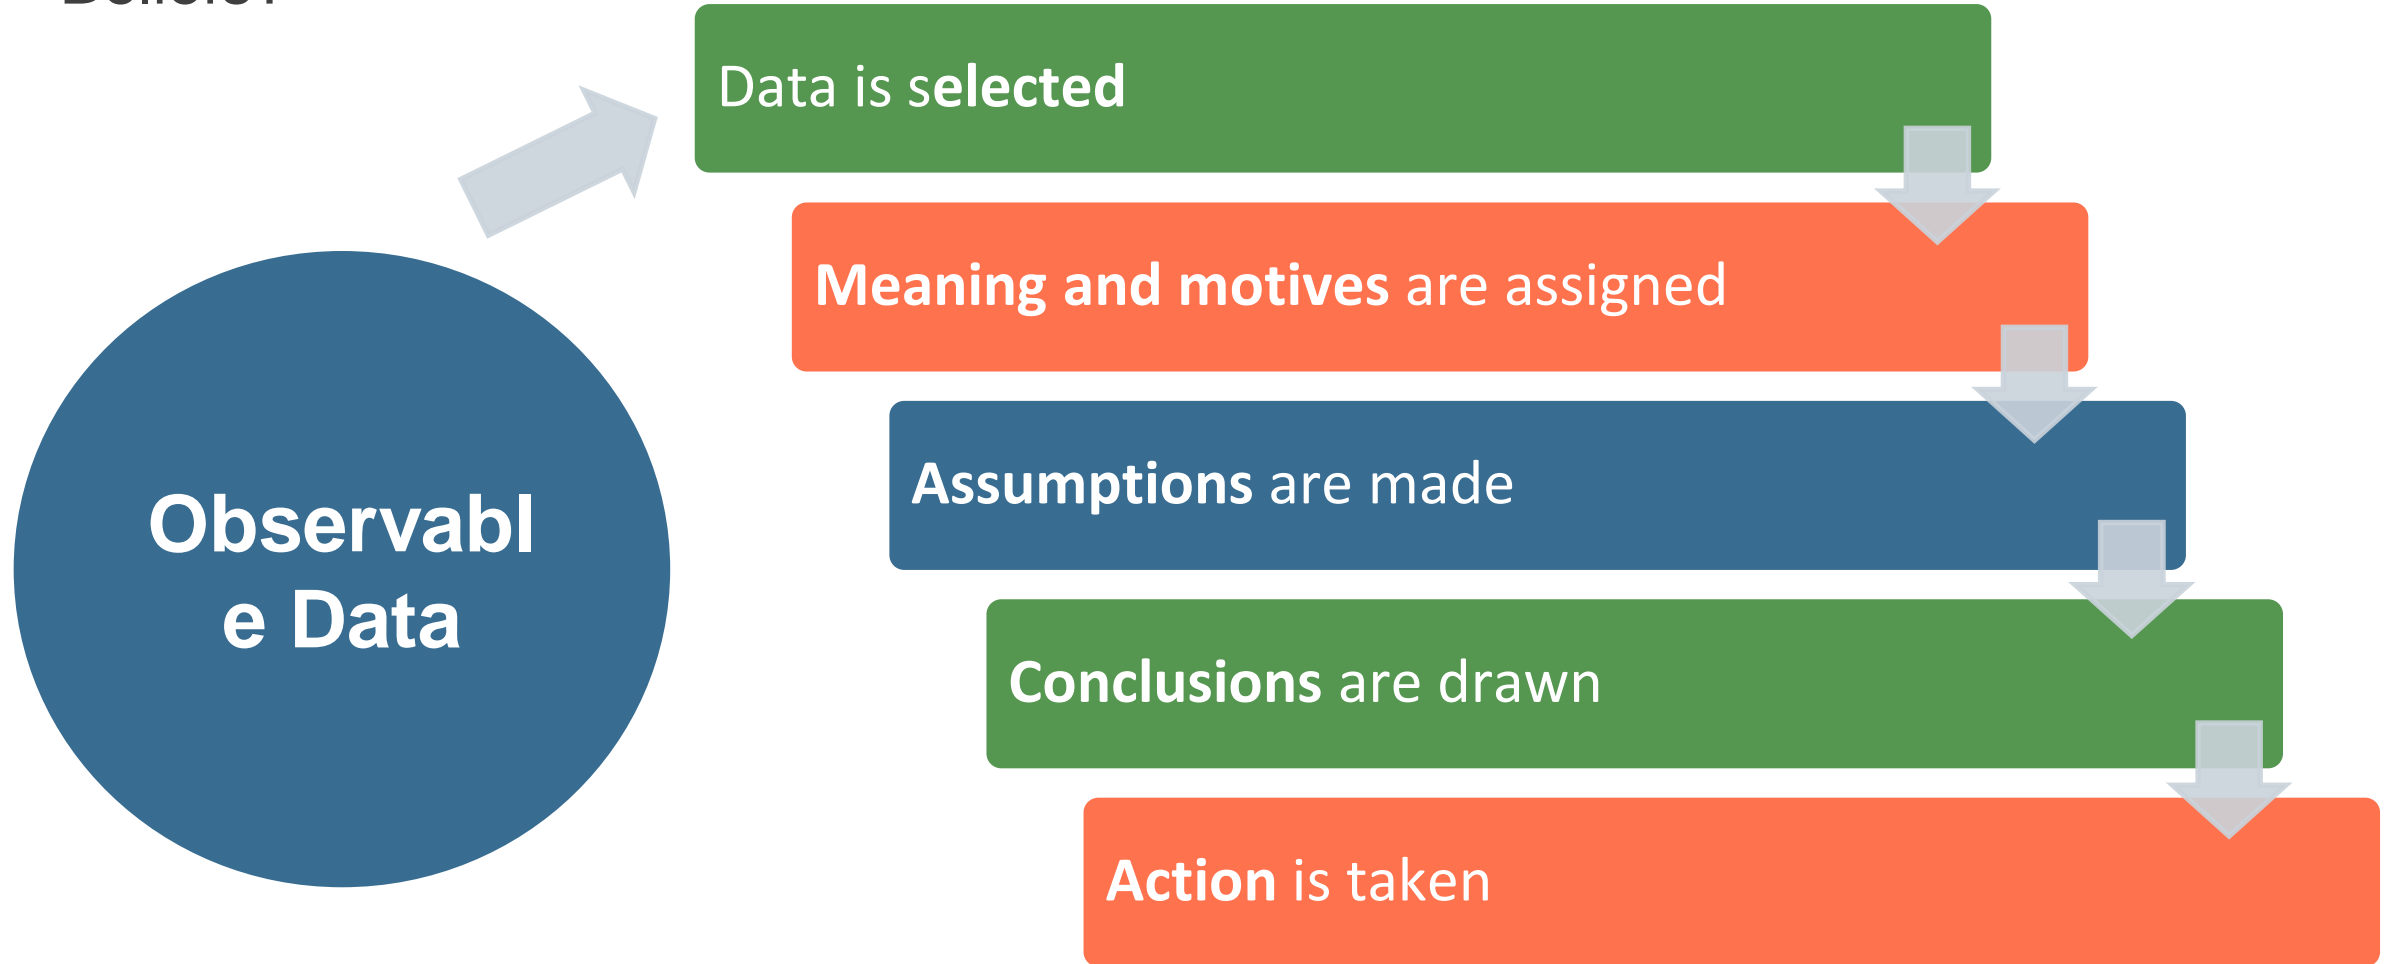 Data is selected
Meaning and motives are assigned
Observabl
e Data
Assumptions are made
Conclusions are drawn
Action is taken